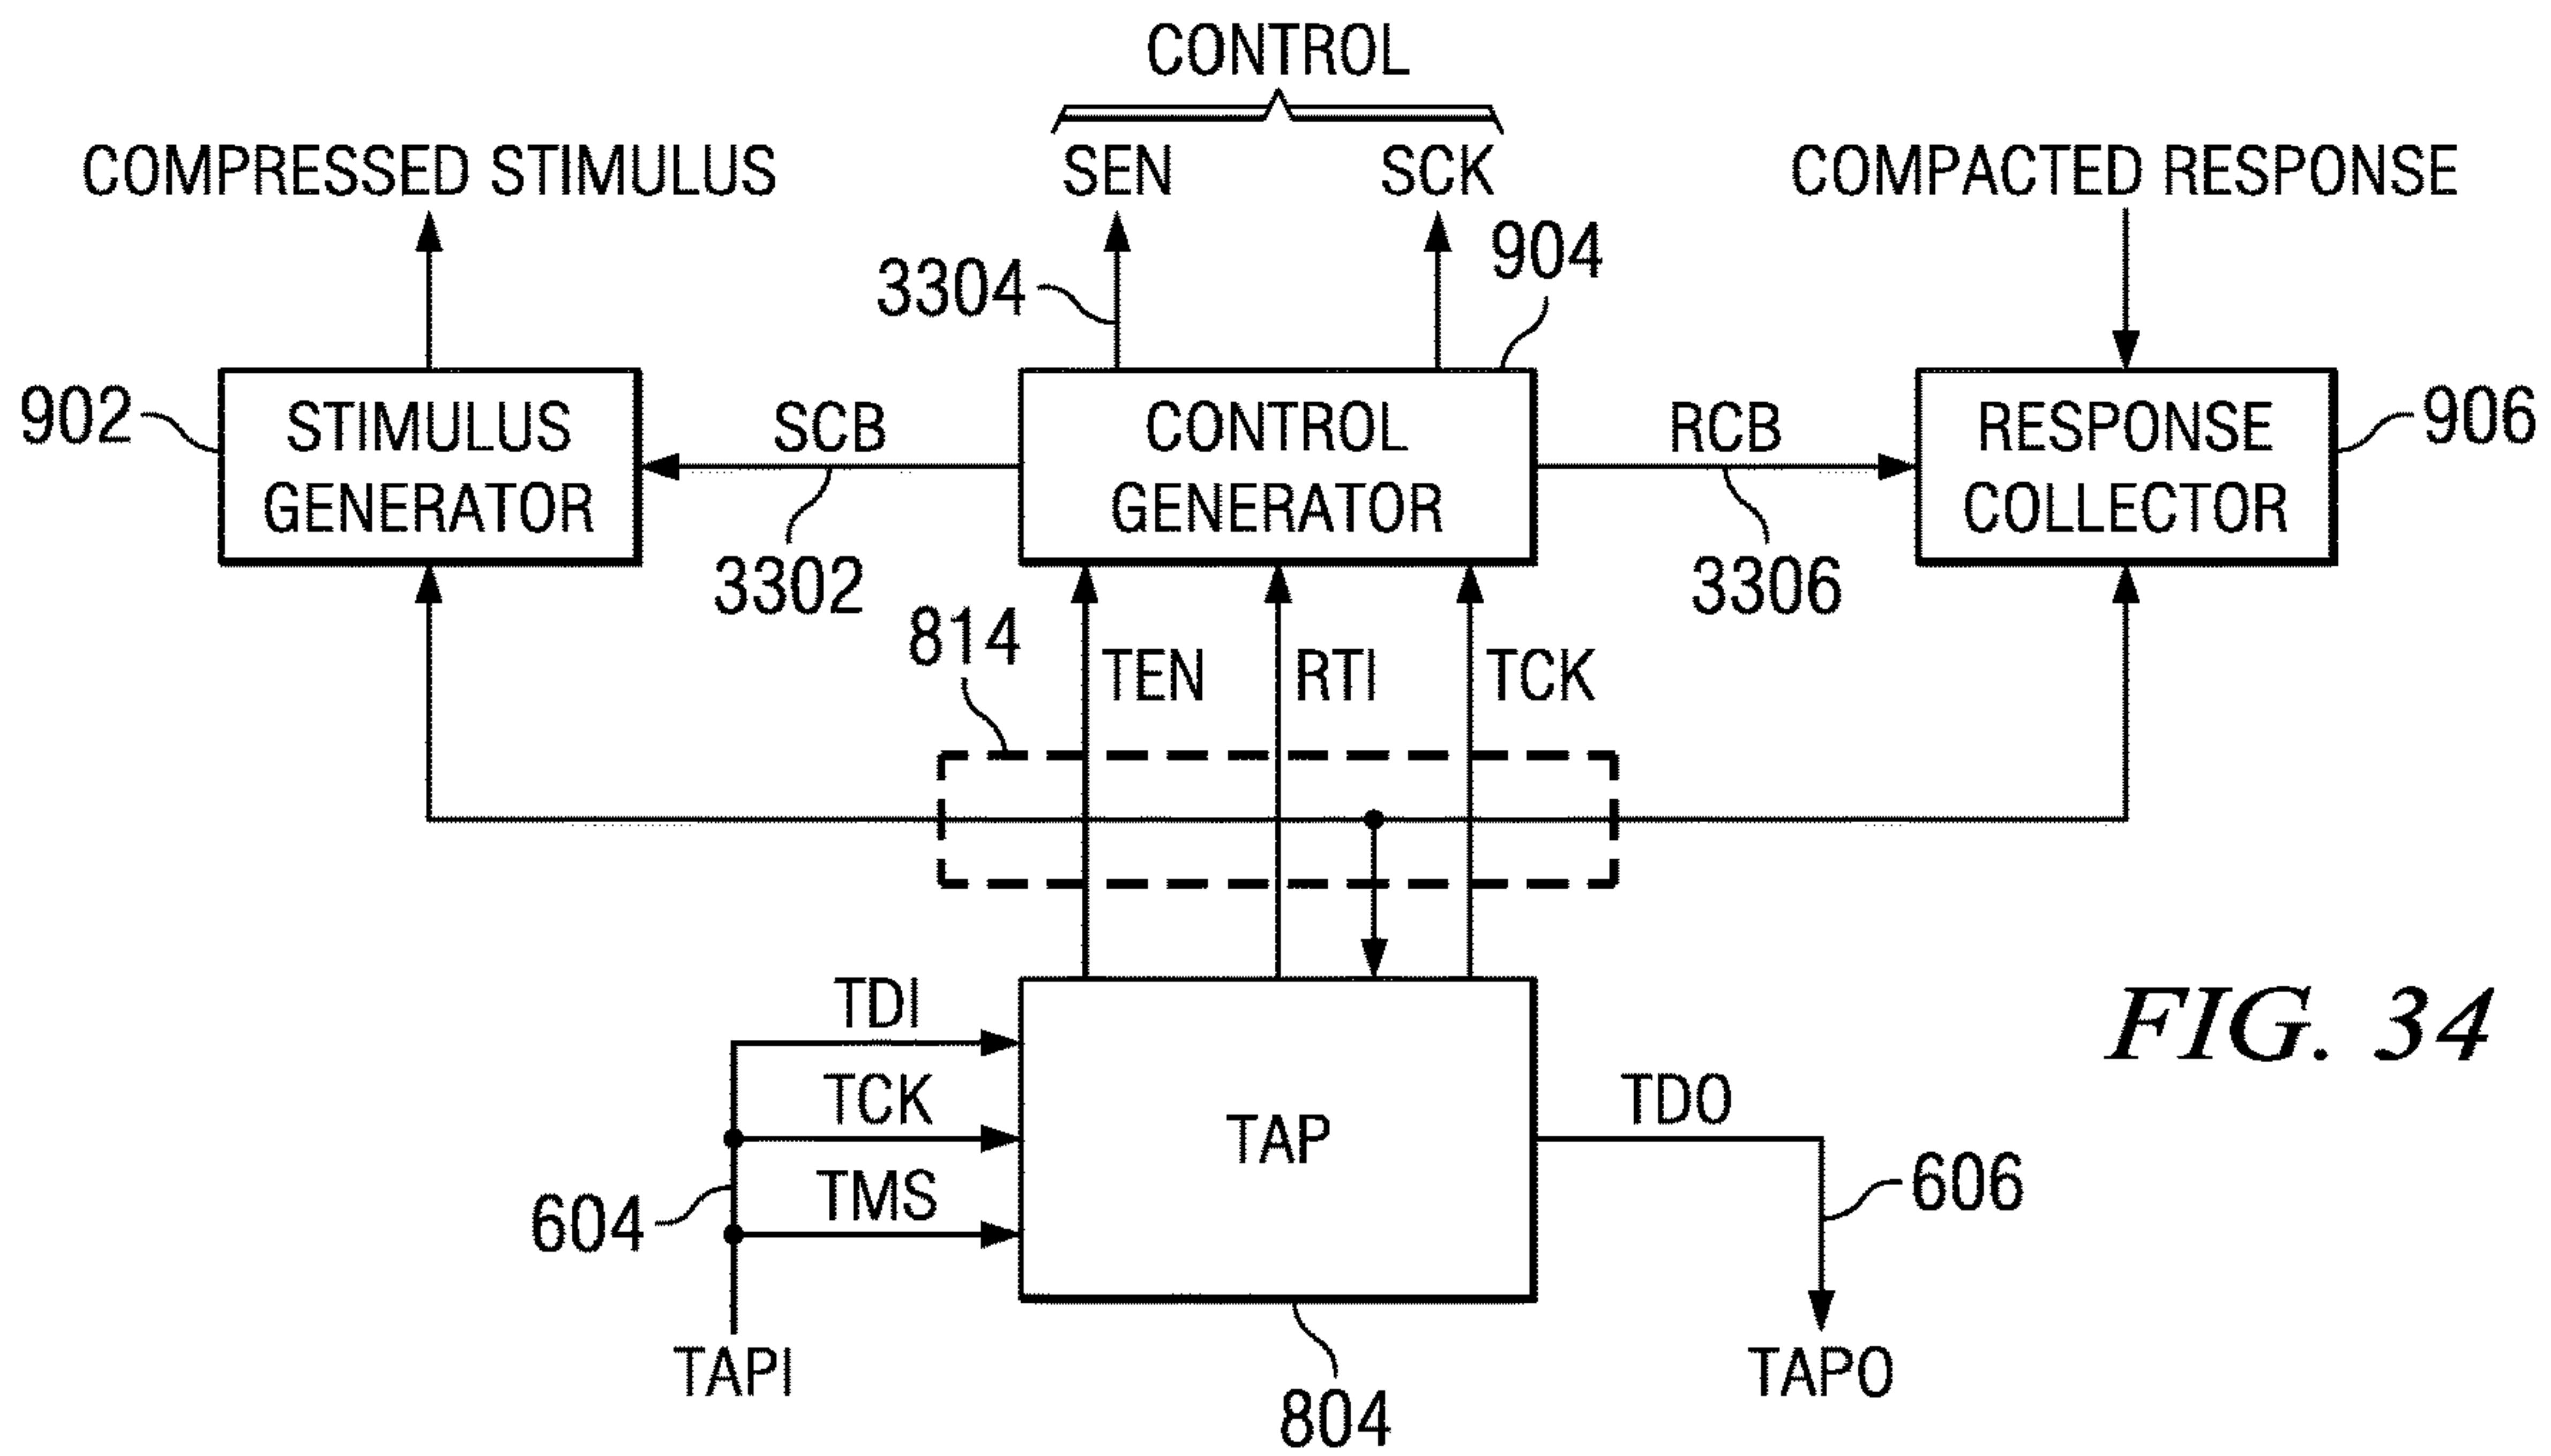 CONTROL
COMPRESSED STIMULUS
SEN
SCK
COMPACTED RESPONSE
3304
904
902
STIMULUS
GENERATOR
SCB
3302
CONTROL
GENERATOR
RCB
3306
RESPONSE
COLLECTOR
906
814
TEN
RTI
TCK
TDI
TCK
TMS
604
TAPI
TAP
804
TDO
606
TAPO
FIG. 34